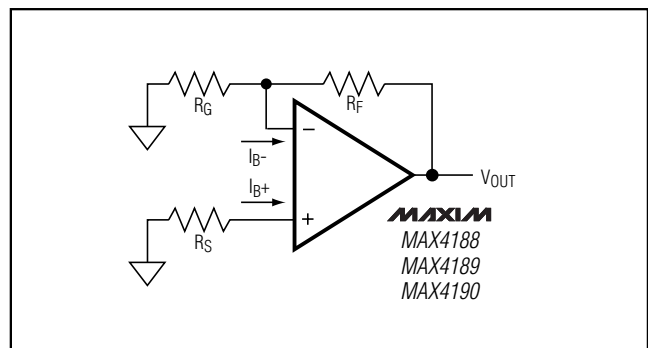 RG
RF
−
IB-
IB+
VOUT
+
RS
MAXIM
MAX4188
MAX4189
MAX4190